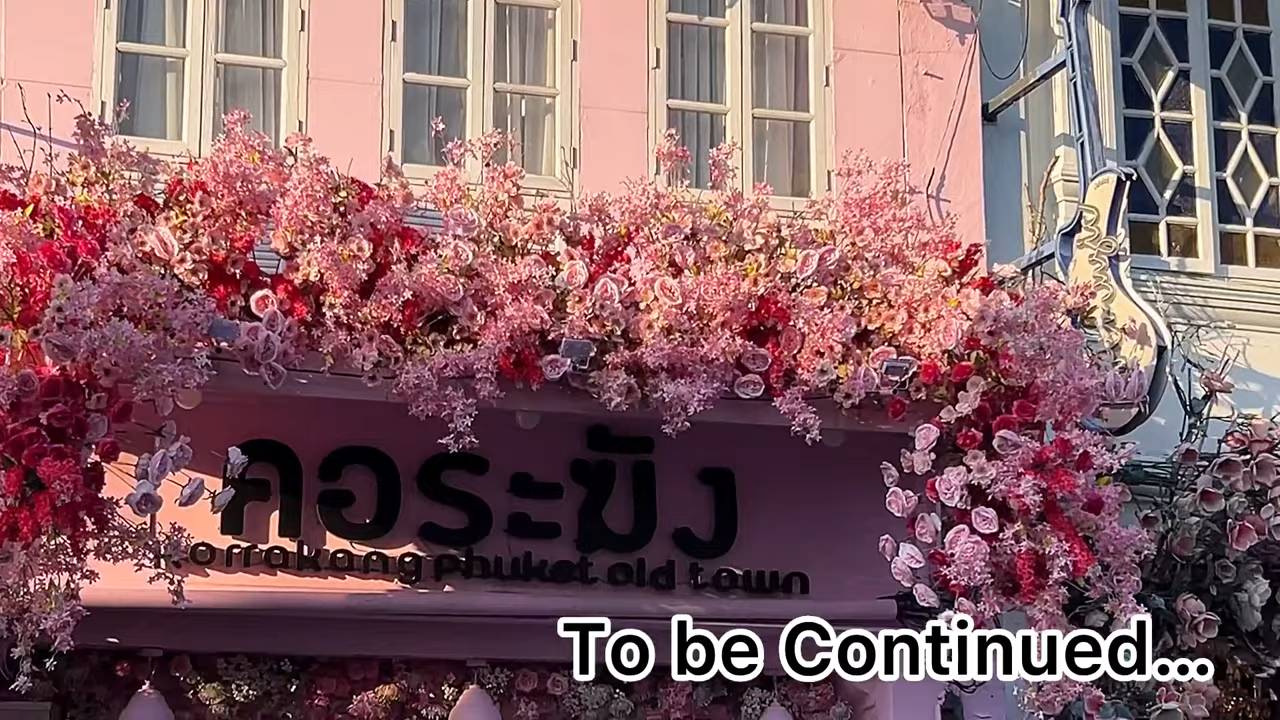 คอระฆัง
Korrakang phuket old town
To be Continued...